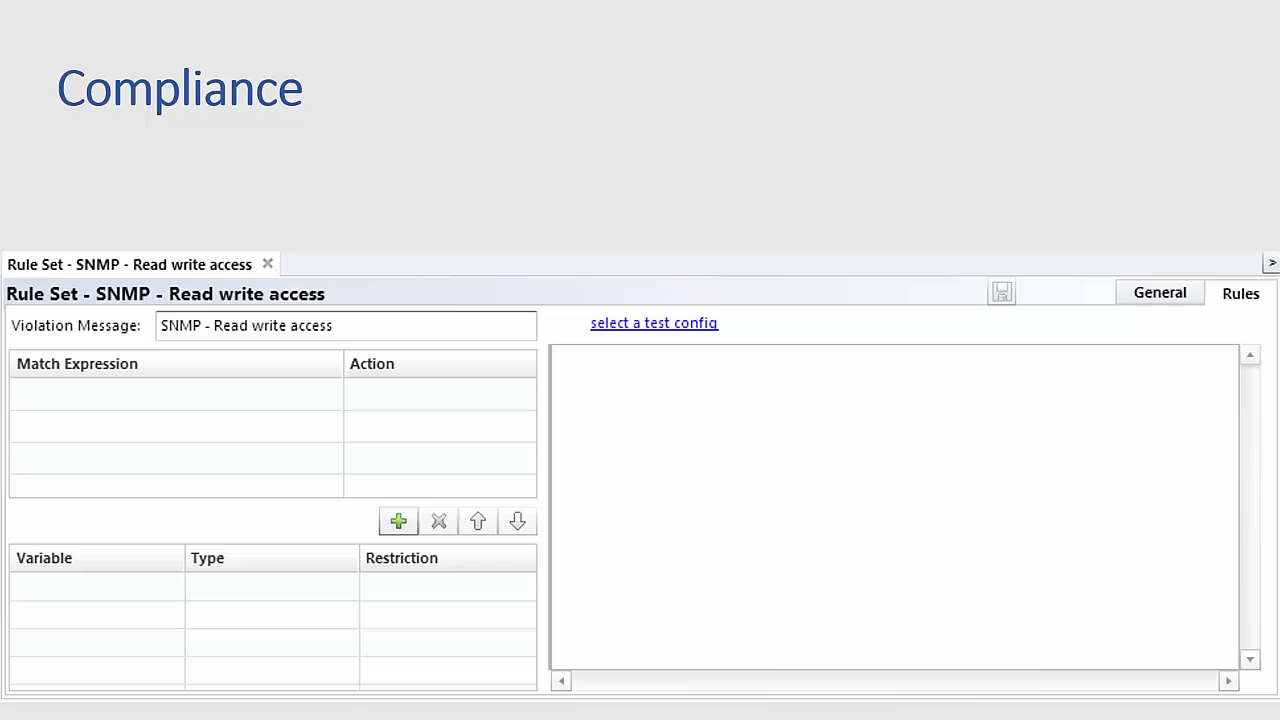 Compliance
Rule Set - SNMP - Read write access
>
Rule Set - SNMP - Read write access
General
Rules
Violation Message:
SNMP - Read write access
select a test config
Match Expression
Action
Variable
Type
Restriction